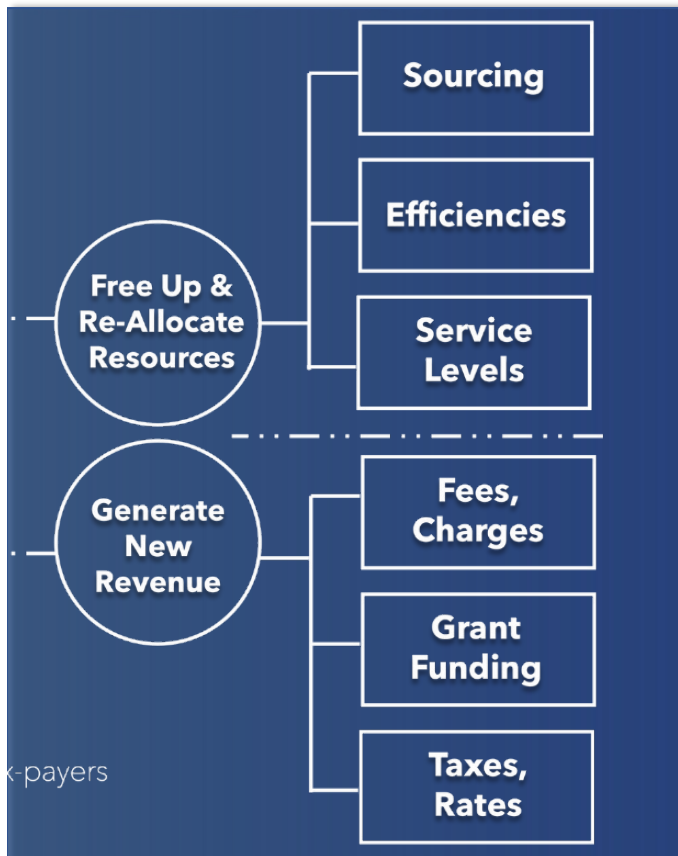 Sourcing
Efficiencies
Free Up &
Re-Allocate
Resources
Service
Levels
Fees,
Charges
Generate
New
Revenue
Grant
Funding
Taxes,
Rates
x-payers